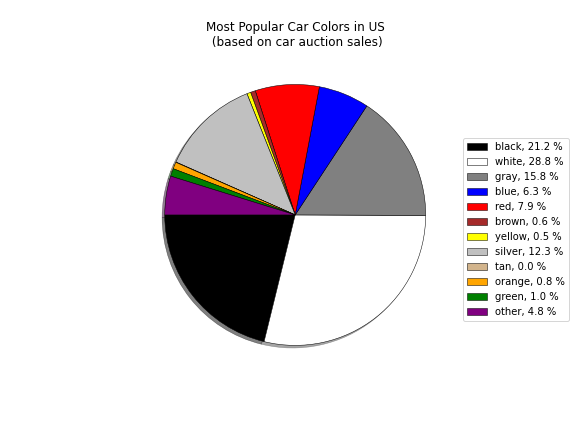 Most Popular Car Colors in US
(based on car auction sales)
black, 21.2 %
white, 28.8 %
gray, 15.8 %
blue, 6.3 %
red, 7.9 %
brown, 0.6 %
yellow, 0.5 %
silver, 12.3 %
tan, 0.0 %
orange, 0.8 %
green, 1.0 %
other, 4.8 %